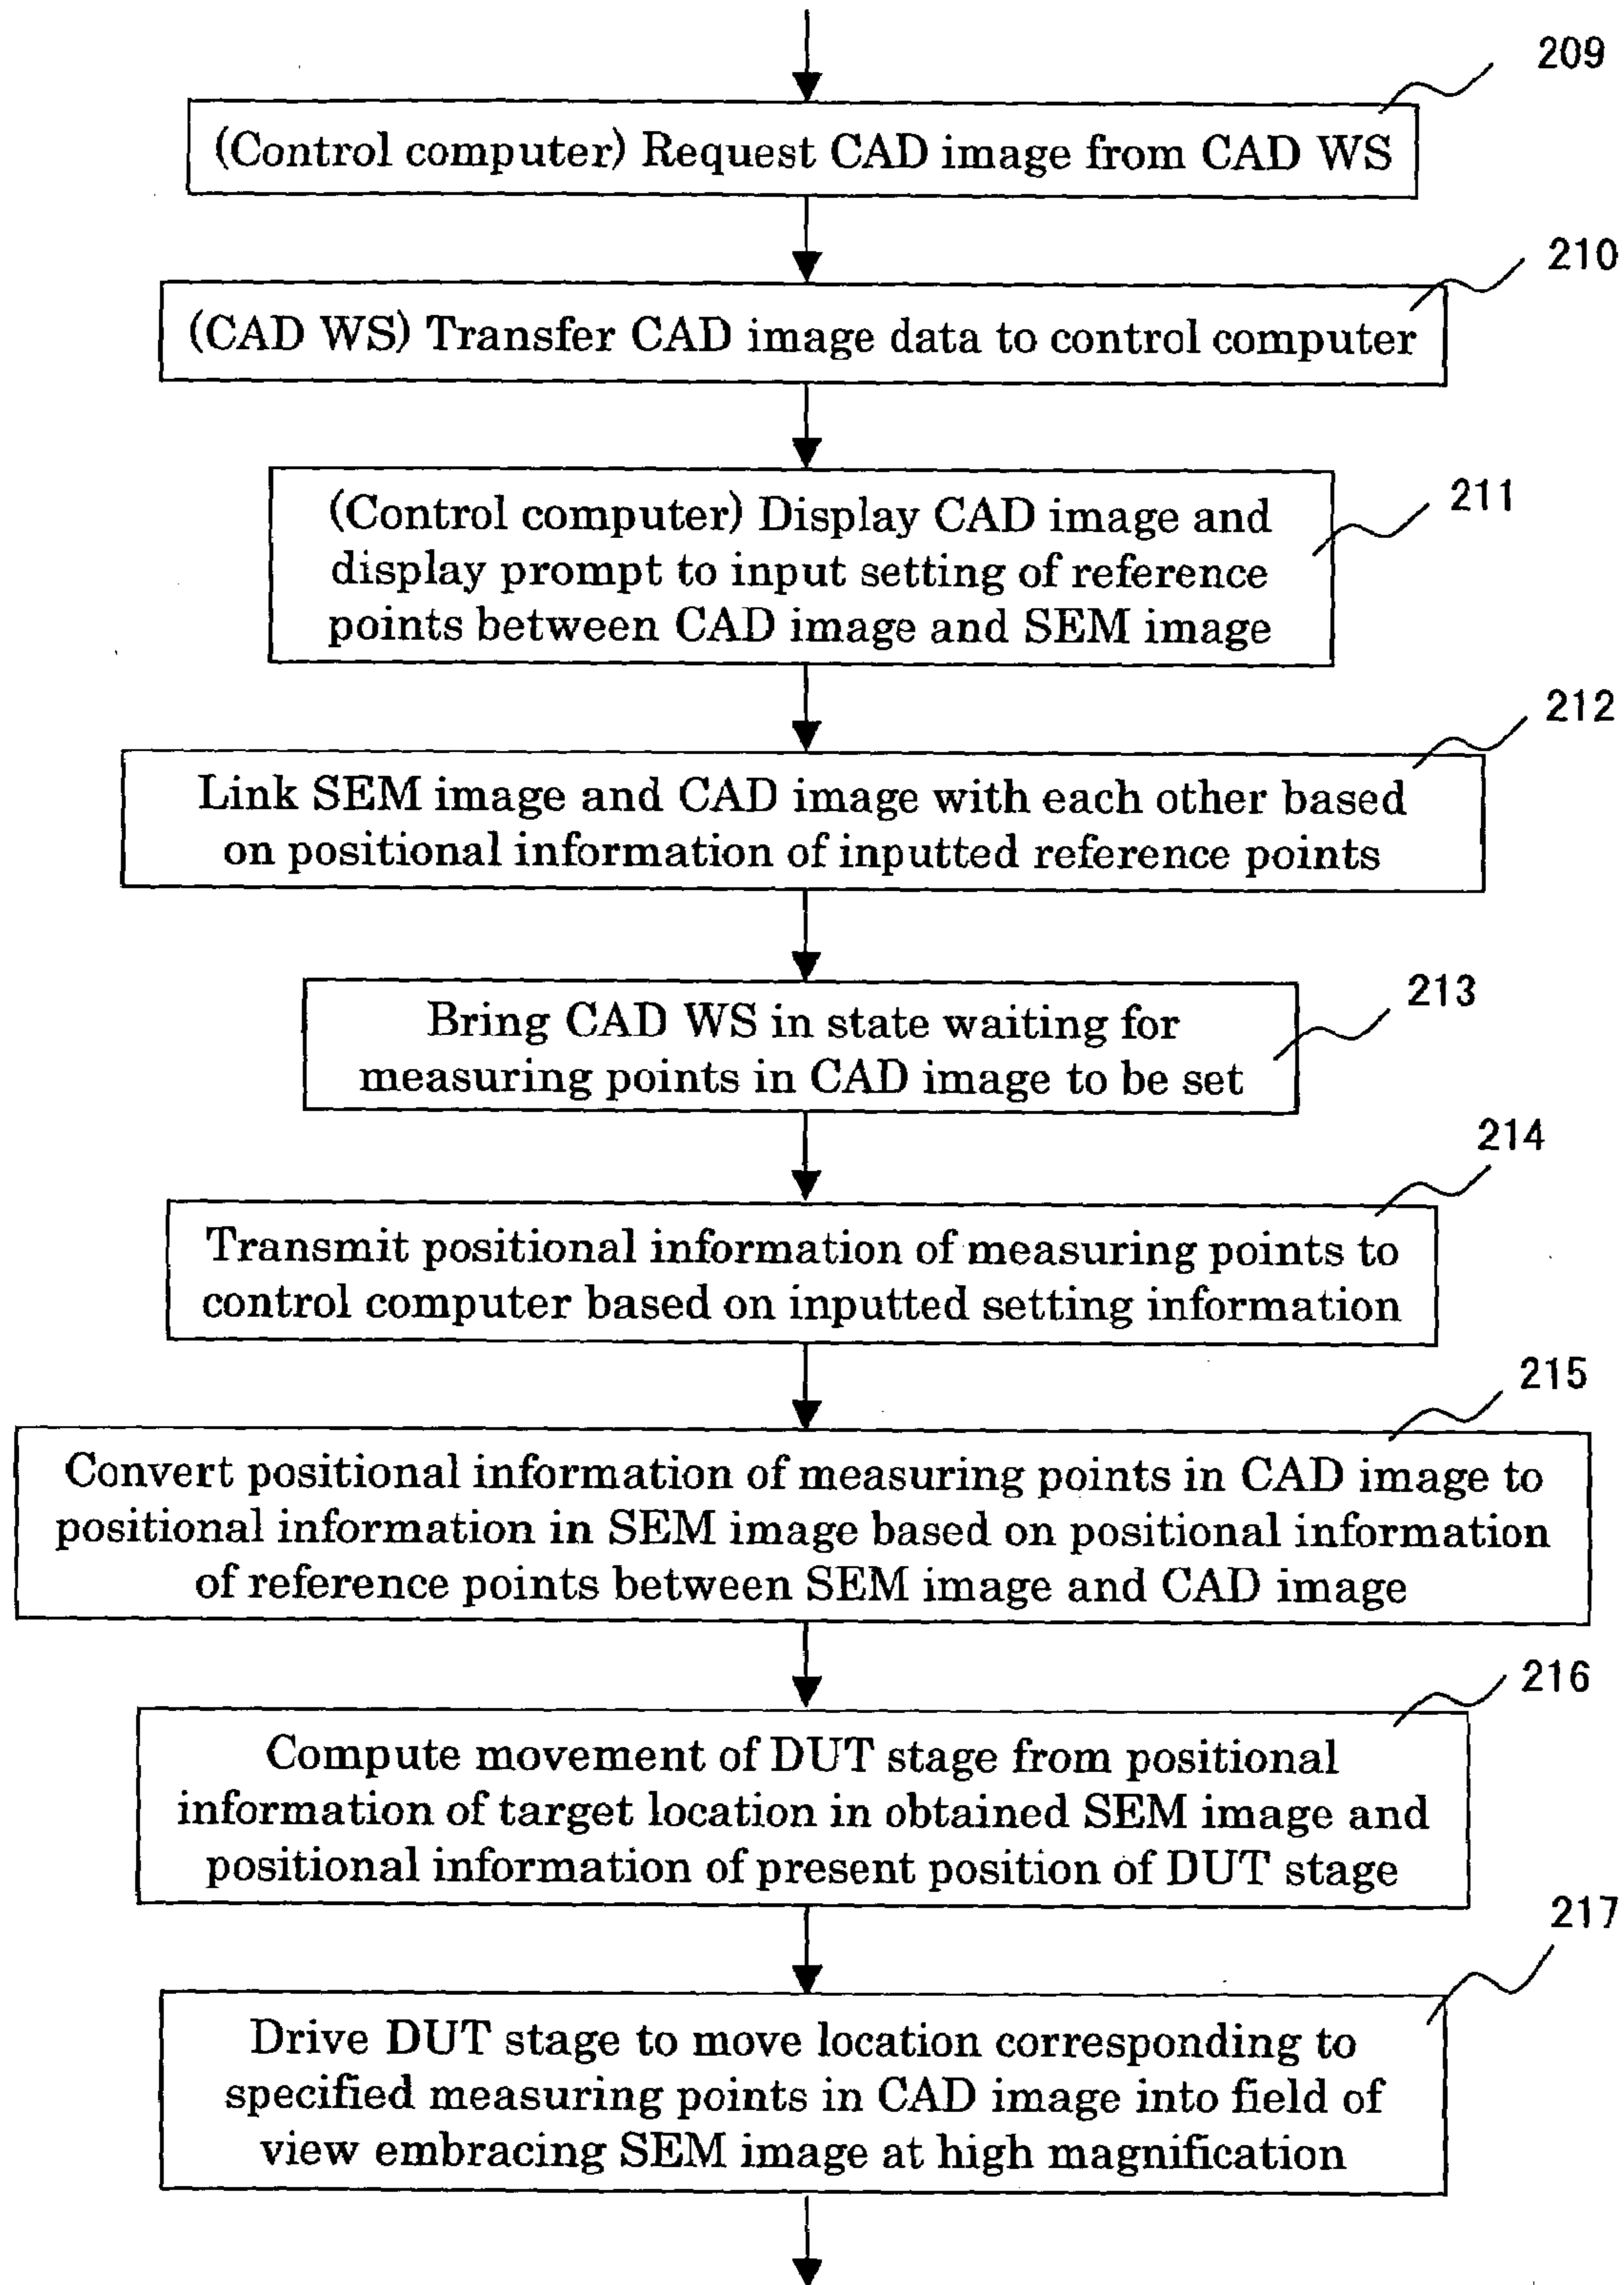 209
(Control computer) Request CAD image from CAD WS
210
(CAD WS) Transfer CAD image data to control computer
211
(Control computer) Display CAD image and
display prompt to input setting of reference
points between CAD image and SEM image
212
Link SEM image and CAD image with each other based
on positional information of inputted reference points
213
Bring CAD WS in state waiting for
measuring points in CAD image to be set
214
Transmit positional information of measuring points to
control computer based on inputted setting information
215
Convert positional information of measuring points in CAD image to
positional information in SEM image based on positional information
of reference points between SEM image and CAD image
216
Compute movement of DUT stage from positional
information of target location in obtained SEM image and
positional information of present position of DUT stage
217
Drive DUT stage to move location corresponding to
specified measuring points in CAD image into field of
view embracing SEM image at high magnification